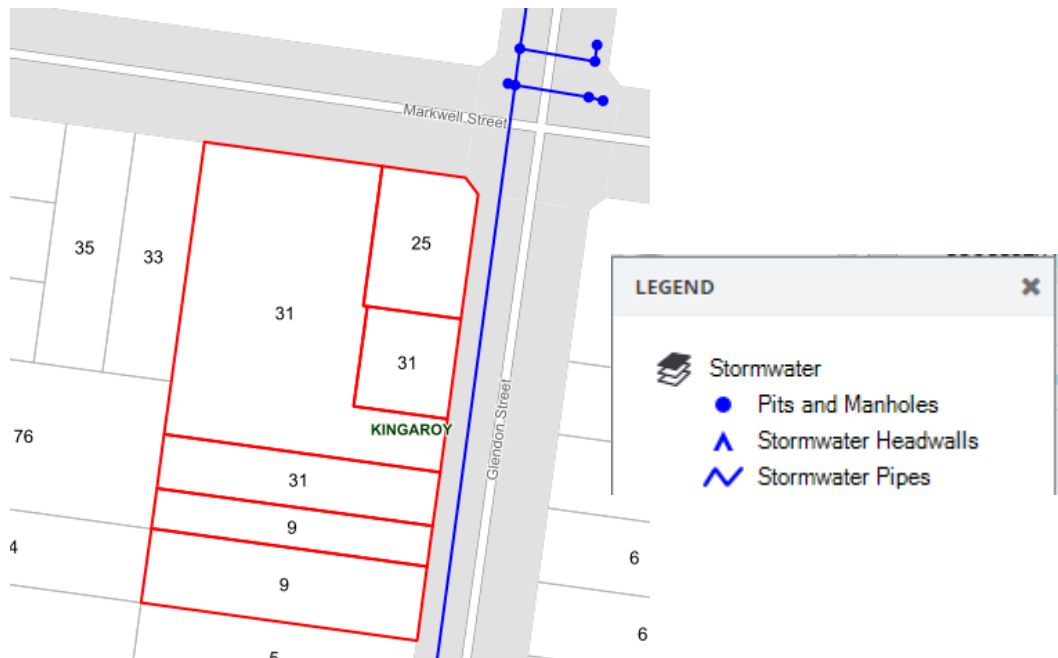 Markwell Street
25
35
33
31
31
KINGAROY
Glendon Street
76
31
9
4
9
6
6
LEGEND
Stormwater
Pits and Manholes
Stormwater Headwalls
Stormwater Pipes